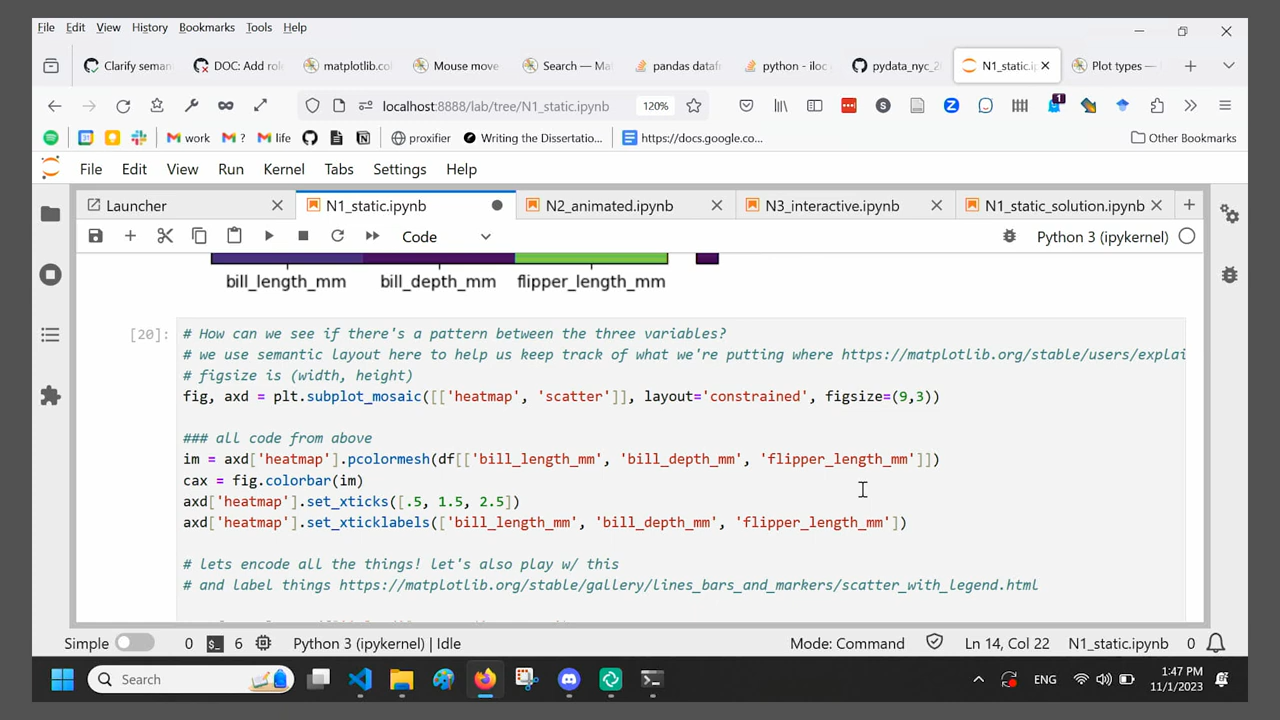 File Edit View History Bookmarks Tools Help
Clarify seman
DOC: Add role
matplotlib.col
Mouse move
Search — Ma
pandas datafr
python - iloc
pydata_nyc_2
N1_static.ip
Plot types —
localhost:8888/lab/tree/N1_static.ipynb 120% S Z 1
work ? life proxifier Writing the Dissertatio... https://docs.google.co... Other Bookmarks
File Edit View Run Kernel Tabs Settings Help
Launcher N1_static.ipynb N2_animated.ipynb N3_interactive.ipynb N1_static_solution.ipynb
Code Python 3 (ipykernel)
bill_length_mm bill_depth_mm flipper_length_mm
[20]: # How can we see if there's a pattern between the three variables?
# we use semantic layout here to help us keep track of what we're putting where https://matplotlib.org/stable/users/explai
# figsize is (width, height)
fig, axd = plt.subplot_mosaic([['heatmap', 'scatter']], layout='constrained', figsize=(9,3))
### all code from above
im = axd['heatmap'].pcolormesh(df[['bill_length_mm', 'bill_depth_mm', 'flipper_length_mm']])
cax = fig.colorbar(im)
axd['heatmap'].set_xticks([.5, 1.5, 2.5])
axd['heatmap'].set_xticklabels(['bill_length_mm', 'bill_depth_mm', 'flipper_length_mm'])
# lets encode all the things! let's also play w/ this
# and label things https://matplotlib.org/stable/gallery/lines_bars_and_markers/scatter_with_legend.html
Simple 0 $_ 6 Python 3 (ipykernel) | Idle Mode: Command Ln 14, Col 22 N1_static.ipynb 0
Search ENG 1:47 PM
11/1/2023